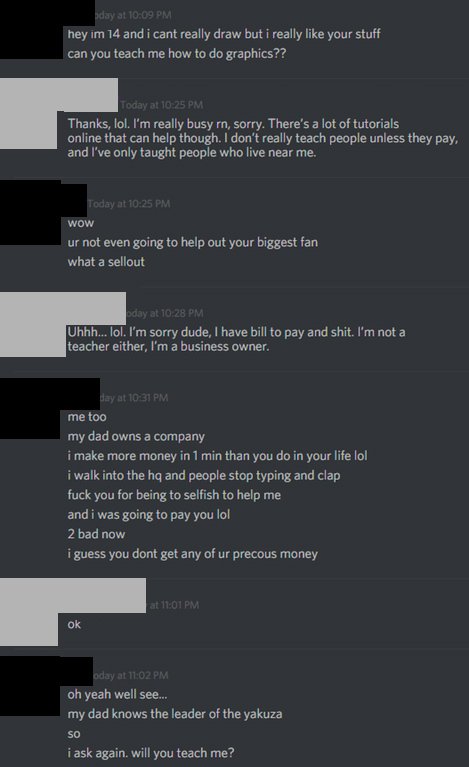 day at 10:09 PM
hey im 14 and i cant really draw but i really like your stuff
can you teach me how to do graphics??
Today at 10:25 PM
Thanks, lol. I'm really busy rn, sorry. There's a lot of tutorials
online that can help though. I don't really teach people unless they pay,
and I've only taught people who live near me.
Today at 10:25 PM
wow
ur not even going to help out your biggest fan
what a sellout
oday at 10:28 PM
Uhhh... lol. I'm sorry dude, I have bill to pay and shit. I'm not a
teacher either, I'm a business owner.
day at 10:31 PM
me too
my dad owns a company
i make more money in 1 min than you do in your life lol
i walk into the hq and people stop typing and clap
fuck you for being to selfish to help me
and i was going to pay you lol
2 bad now
i guess you dont get any of ur precous money
at 11:01 PM
ok
oday at 11:02 PM
oh yeah well see...
my dad knows the leader of the yakuza
so
i ask again. will you teach me?